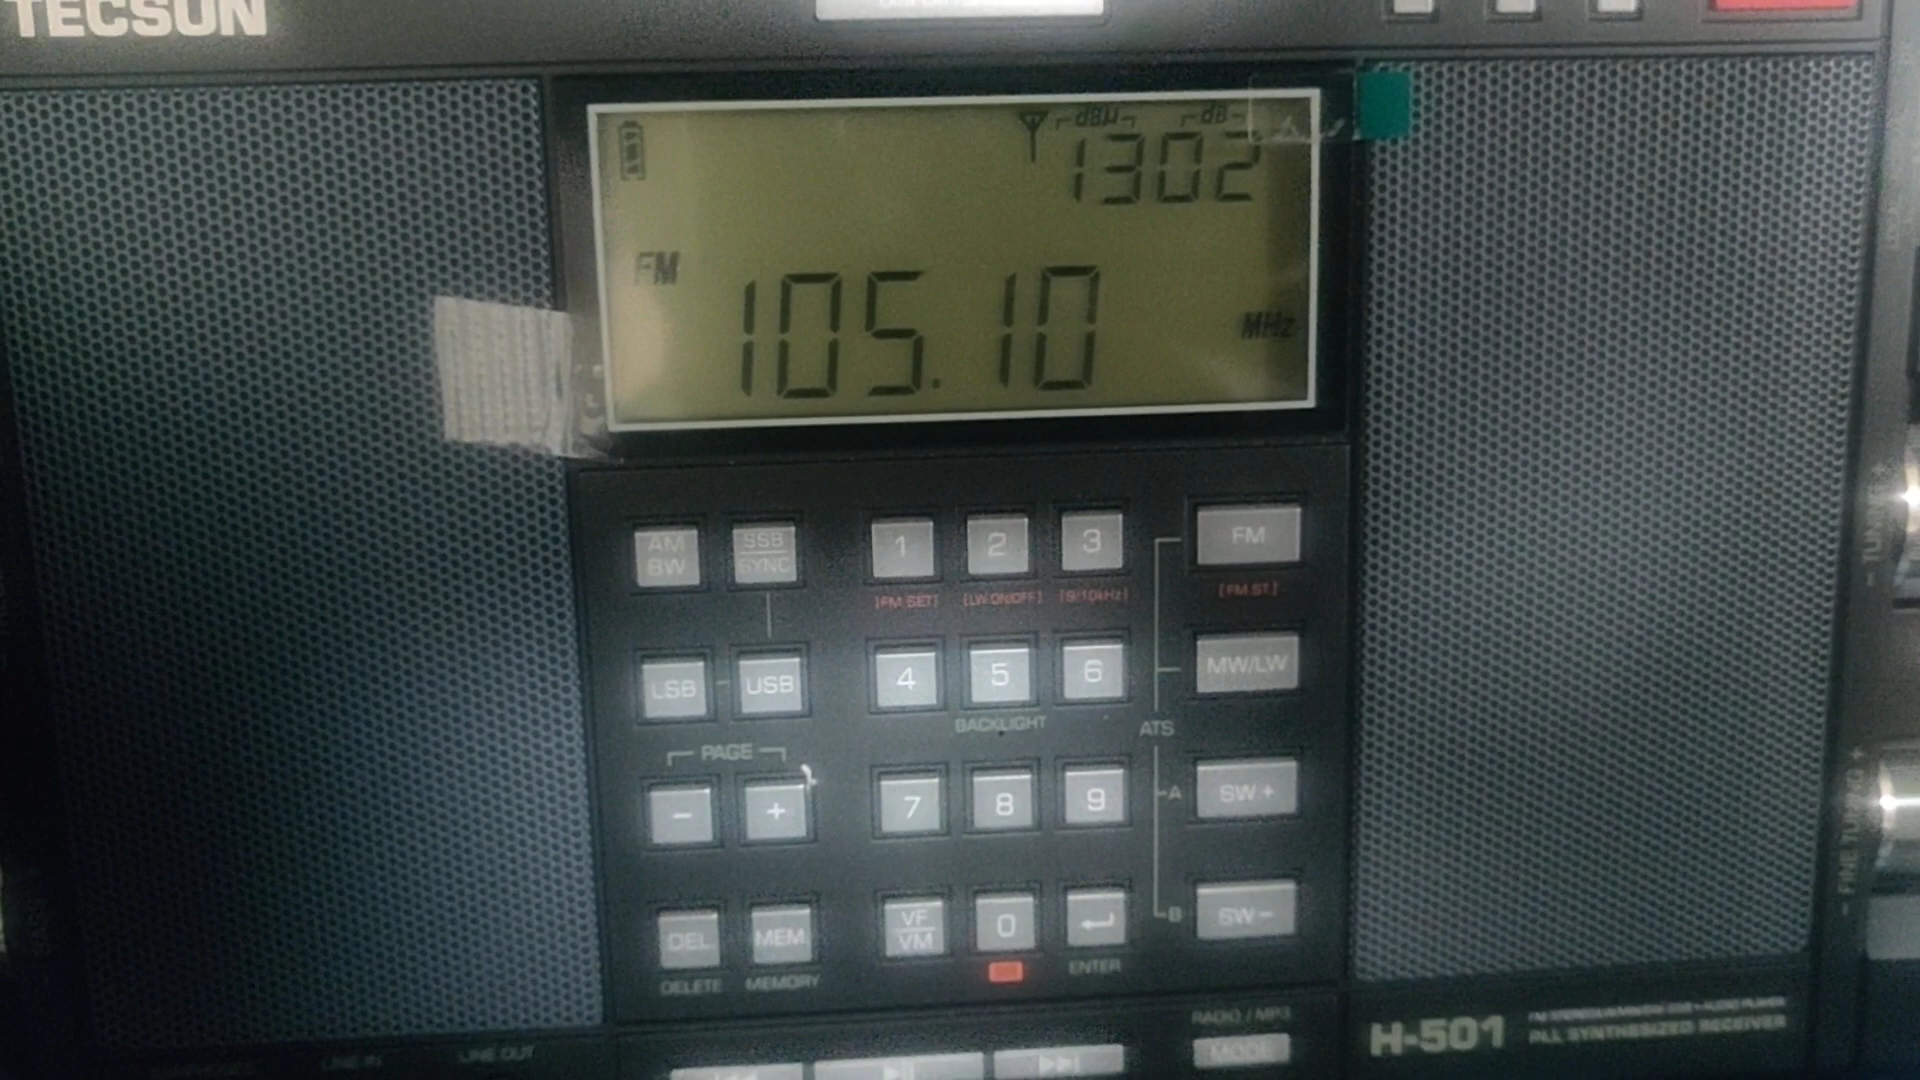 TECSUN
dBµ dB
1302
FM
105.10
MHz
AM
BW
SSB
SYNC
1
2
3
FM
[FM SET]
[LW ON/OFF]
[9/10kHz]
[FM ST.]
LSB
USB
4
5
6
MW/LW
BACKLIGHT
ATS
PAGE
−
+
7
8
9
A
SW +
DEL
MEM
VF
VM
0
B
SW −
DELETE
MEMORY
ENTER
RADIO / MP3
MODE
H-501
PLL SYNTHESIZED RECEIVER
LINE IN
LINE OUT